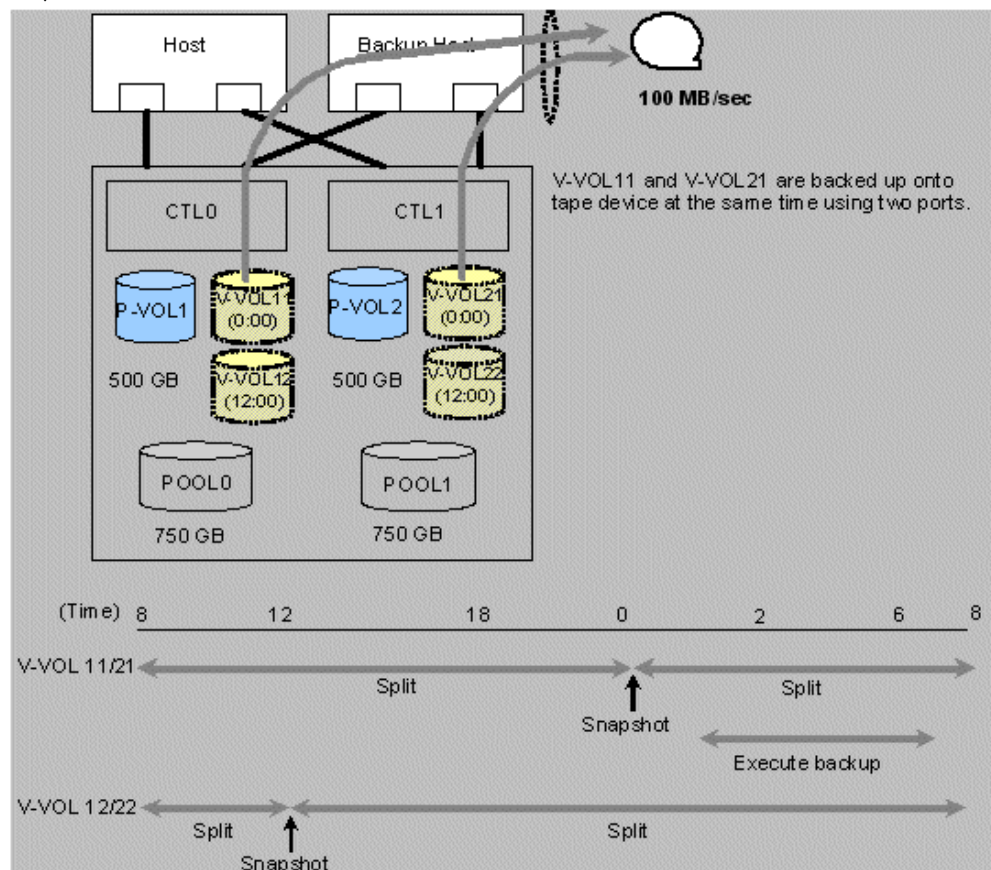 Host
Backup Host
100 MB/sec
V-VOL11 and V-VOL21 are backed up onto
tape device at the same time using two ports.
CTL0
CTL1
P-VOL1
V-VOL11
(0:00)
P-VOL2
V-VOL21
(0:00)
500 GB
V-VOL12
(12:00)
500 GB
V-VOL22
(12:00)
POOL0
POOL1
750 GB
750 GB
(Time) 8 12 18 0 2 6 8
V-VOL 11/21
Split
Split
Snapshot
Execute backup
V-VOL 12/22
Split
Split
Snapshot